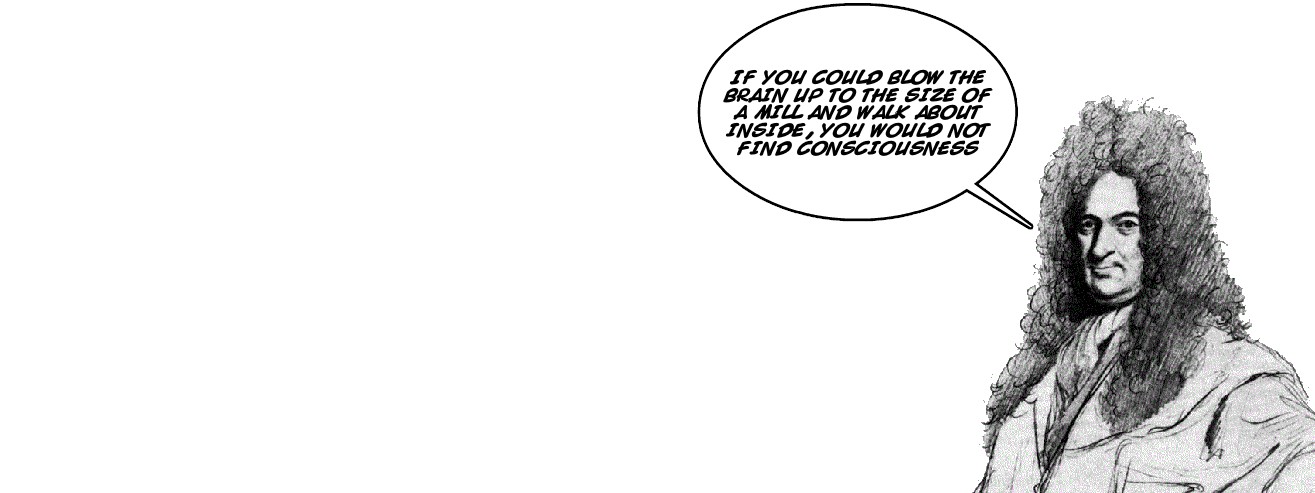 IF YOU COULD BLOW THE
BRAIN UP TO THE SIZE OF
A MILL AND WALK ABOUT
INSIDE, YOU WOULD NOT
FIND CONSCIOUSNESS